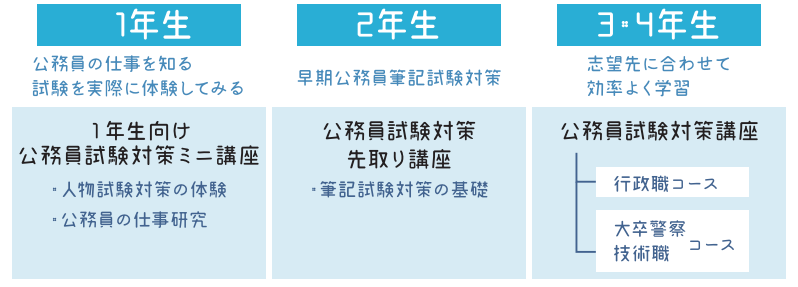 1年生
公務員の仕事を知る
試験を実際に体験してみる
1年生向け
公務員試験対策ミニ講座
・人物試験対策の体験
・公務員の仕事研究
2年生
早期公務員筆記試験対策
公務員試験対策
先取り講座
・筆記試験対策の基礎
3・4年生
志望先に合わせて
効率よく学習
公務員試験対策講座
行政職コース
大卒警察
技術職 コース